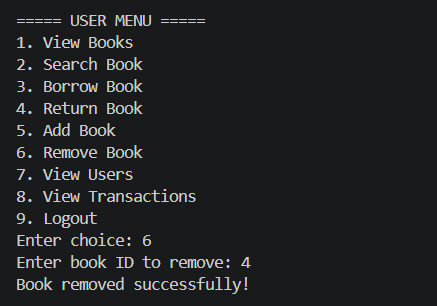 ===== USER MENU =====
1. View Books
2. Search Book
3. Borrow Book
4. Return Book
5. Add Book
6. Remove Book
7. View Users
8. View Transactions
9. Logout
Enter choice: 6
Enter book ID to remove: 4
Book removed successfully!